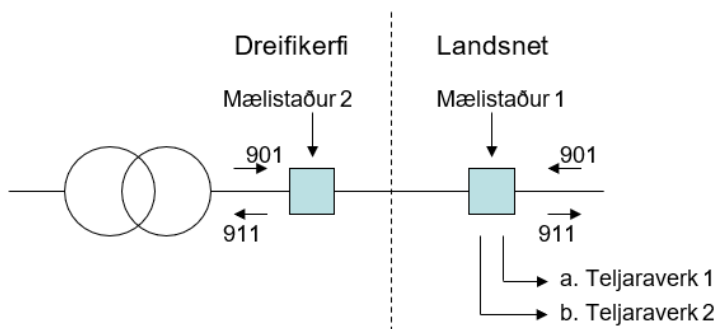 Dreifikerfi
Landsnet
Mælistaður 2
Mælistaður 1
901
901
911
911
a. Teljaraverk 1
b. Teljaraverk 2